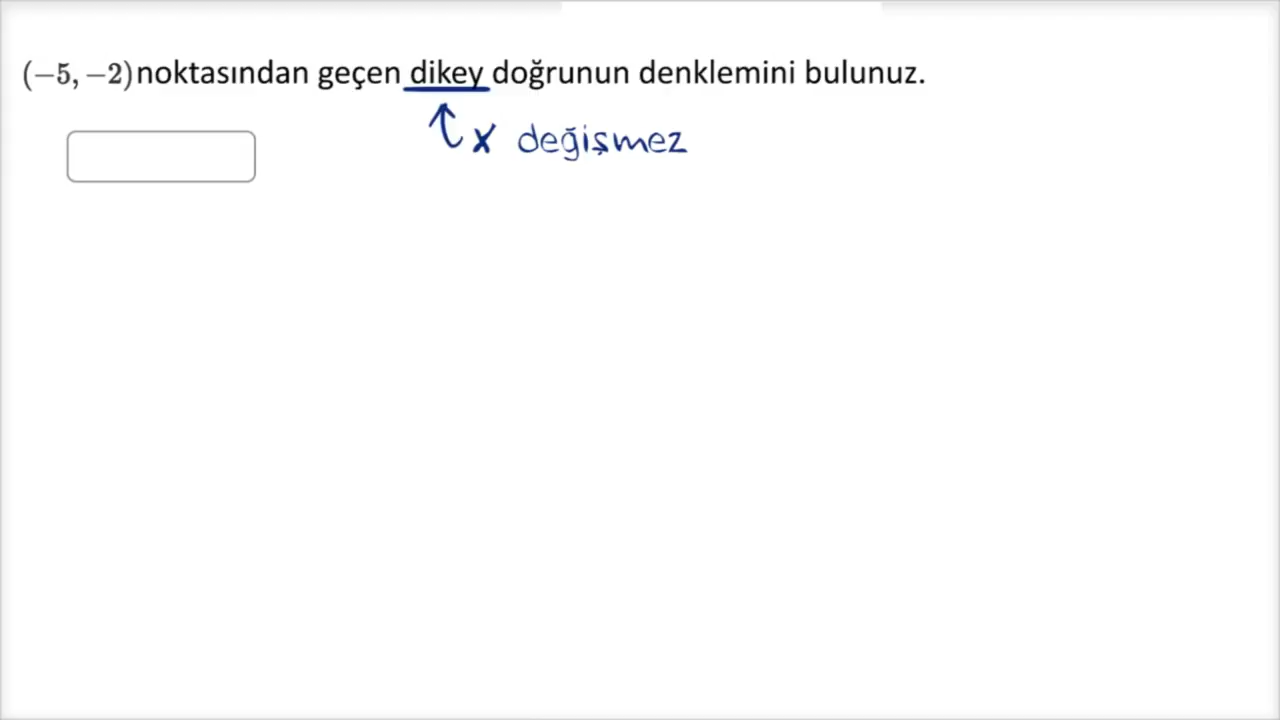 (−5, −2)noktasından geçen dikey doğrunun denklemini bulunuz.
x değişmez